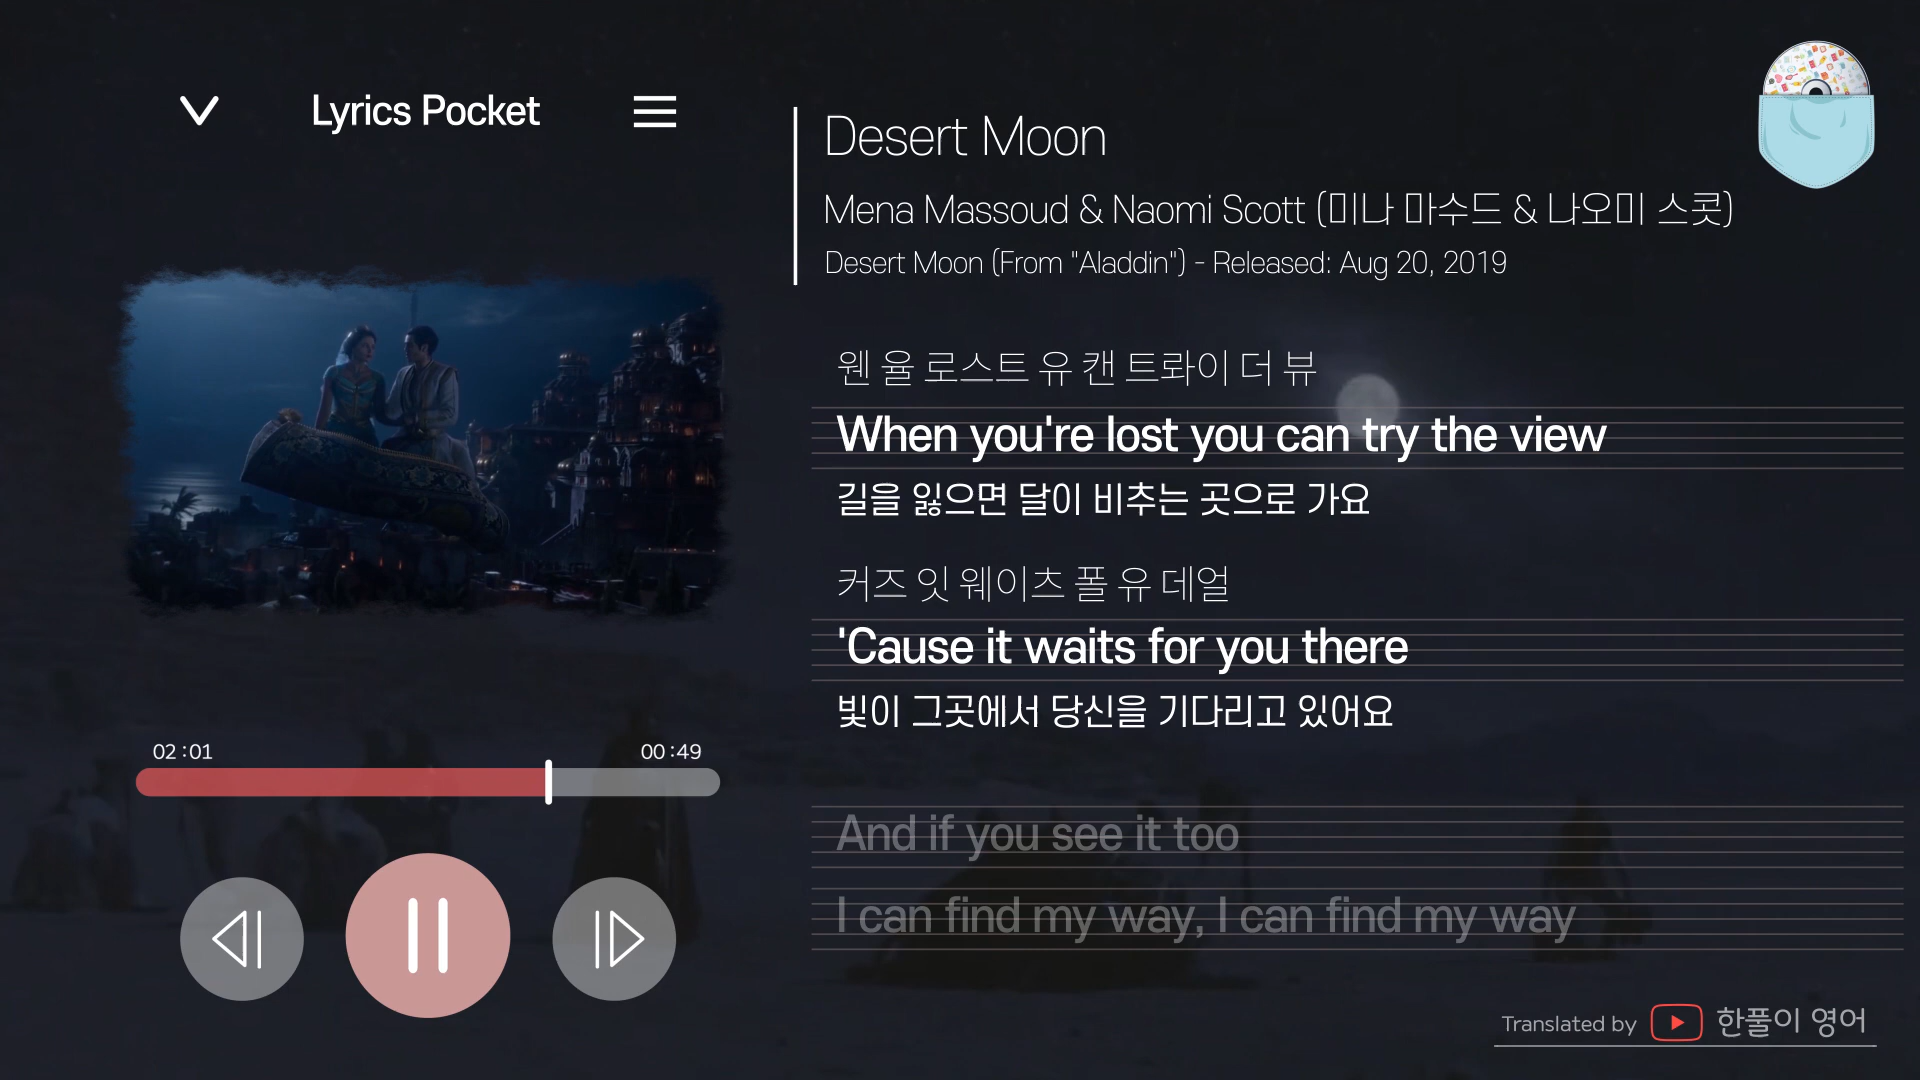 Lyrics Pocket
Desert Moon
Mena Massoud & Naomi Scott (미나 마수드 & 나오미 스콧)
Desert Moon (From "Aladdin") - Released: Aug 20, 2019
웬 율 로스트 유 캔 트롸이 더 뷰
When you're lost you can try the view
길을 잃으면 달이 비추는 곳으로 가요
커즈 잇 웨이츠 폴 유 데얼
'Cause it waits for you there
빛이 그곳에서 당신을 기다리고 있어요
02:01
00:49
And if you see it too
I can find my way, I can find my way
Translated by 한풀이 영어